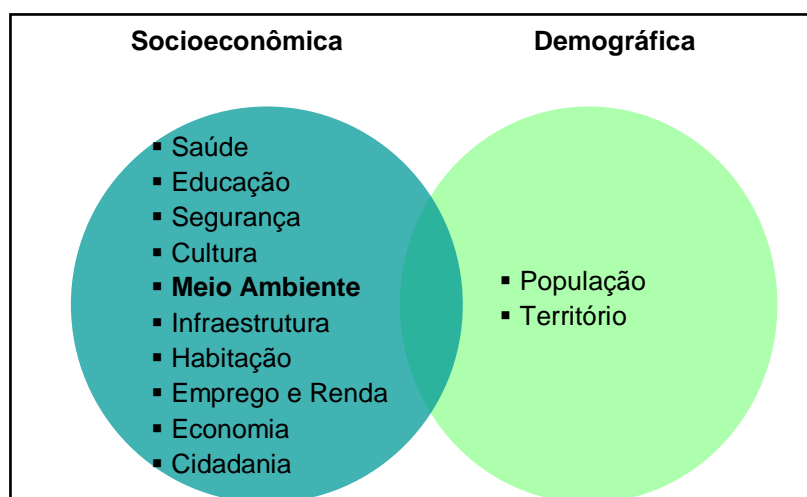 Socioeconômica
Demográfica
▪ Saúde
▪ Educação
▪ Segurança
▪ Cultura
▪ Meio Ambiente
▪ Infraestrutura
▪ Habitação
▪ Emprego e Renda
▪ Economia
▪ Cidadania
▪ População
▪ Território